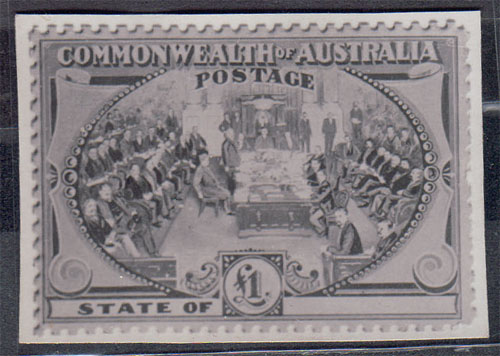 COMMONWEALTH OF AUSTRALIA
POSTAGE
STATE OF
£1